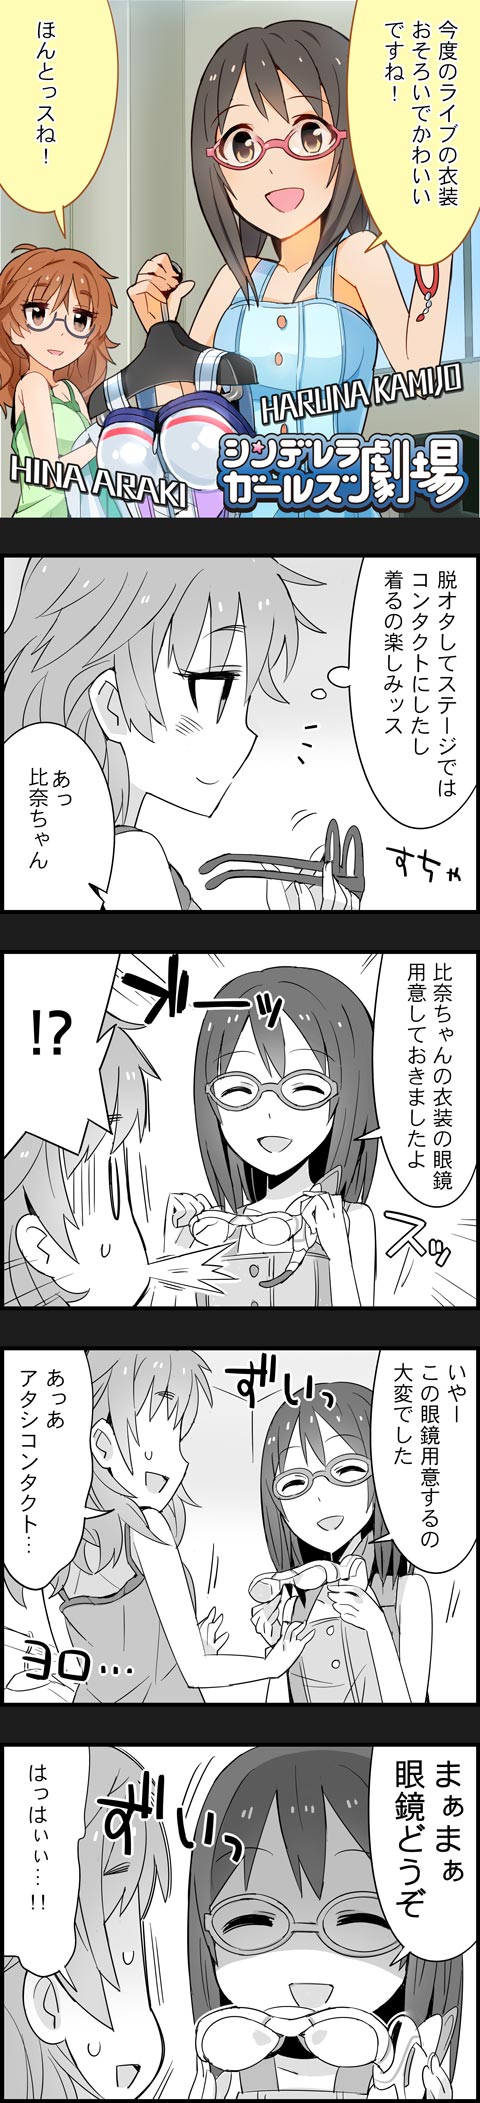 今度のライブの衣装
おそろいでかわいい
ですね！
ほんとっスね！
HARUNA KAMIJO
HINA ARAKI
シンデレラ
ガールズ劇場
脱オタしてステージでは
コンタクトにしたし
着るの楽しみッス
すちゃ
あっ
比奈ちゃん
比奈ちゃんの衣装の眼鏡
用意しておきましたよ
ズッ
!?
いやー
この眼鏡用意するの
大変でした
ずいっ
あっあ
アタシコンタクト…
ヨロ…
まぁまぁ
眼鏡どうぞ
ずいっ
はっはぃぃ…!!